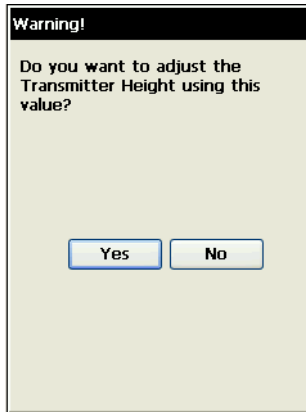 Warning!
Do you want to adjust the
Transmitter Height using this
value?
Yes No